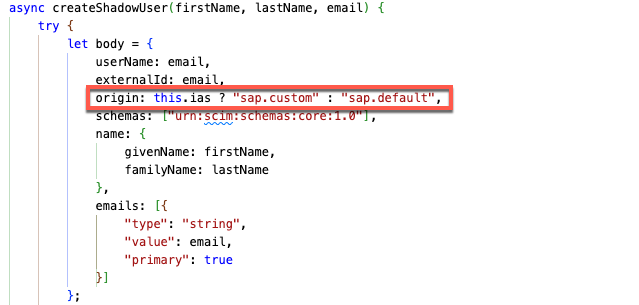 async createShadowUser(firstName, lastName, email) {
try {
let body = {
userName: email,
externalId: email,
origin: this.ias ? "sap.custom" : "sap.default",
schemas: ["urn:scim:schemas:core:1.0"],
name: {
givenName: firstName,
familyName: lastName
},
emails: [{
"type": "string",
"value": email,
"primary": true
}]
};